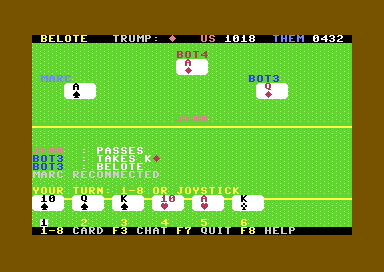 BELOTE TRUMP: ♦ US 1018 THEM 0432
BOT4
A♦
MARC BOT3
A♠ Q♦
JEAN
JEAN : PASSES
BOT3 : TAKES K♦
BOT3 : BELOTE
MARC RECONNECTED
YOUR TURN: 1-8 OR JOYSTICK
10♠ Q♠ K♠ 10♥ A♥ K♣
1 2 3 4 5 6
1-8 CARD F3 CHAT F7 QUIT F8 HELP